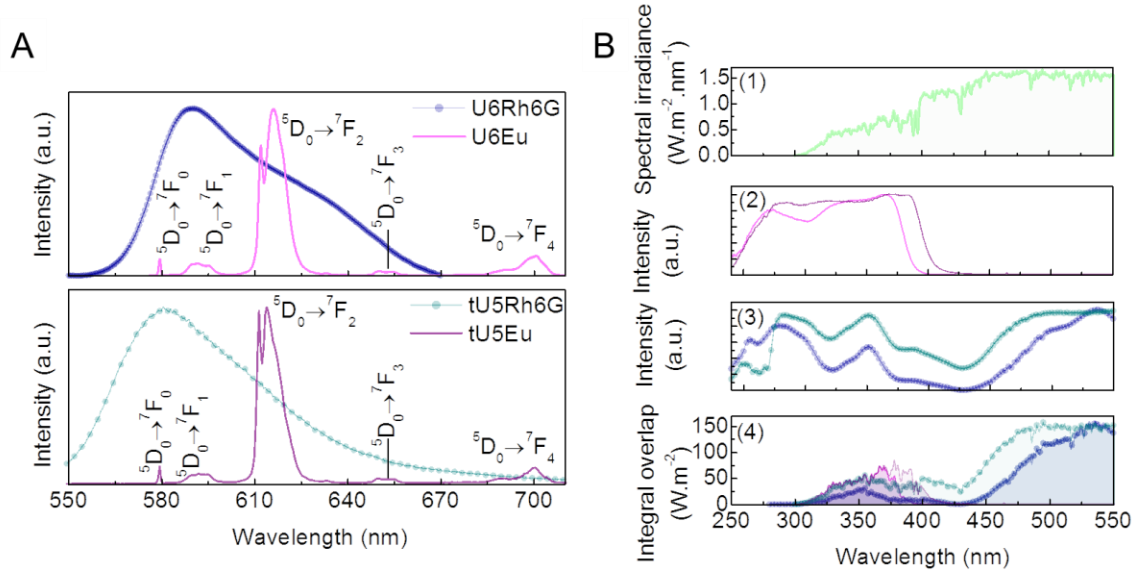 A
U6Rh6G
U6Eu
⁵D₀→⁷F₀
⁵D₀→⁷F₁
⁵D₀→⁷F₂
⁵D₀→⁷F₃
⁵D₀→⁷F₄
Intensity (a.u.)
tU5Rh6G
tU5Eu
⁵D₀→⁷F₀
⁵D₀→⁷F₁
⁵D₀→⁷F₂
⁵D₀→⁷F₃
⁵D₀→⁷F₄
Intensity (a.u.)
550 580 610 640 670 700
Wavelength (nm)
B
Spectral irradiance
(W.m⁻².nm⁻¹)
1.5
1.0
0.5
0.0
(1)
Intensity
(a.u.)
(2)
Intensity
(a.u.)
(3)
Integral overlap
(W.m⁻²)
150
100
50
0
(4)
250 300 350 400 450 500 550
Wavelength (nm)